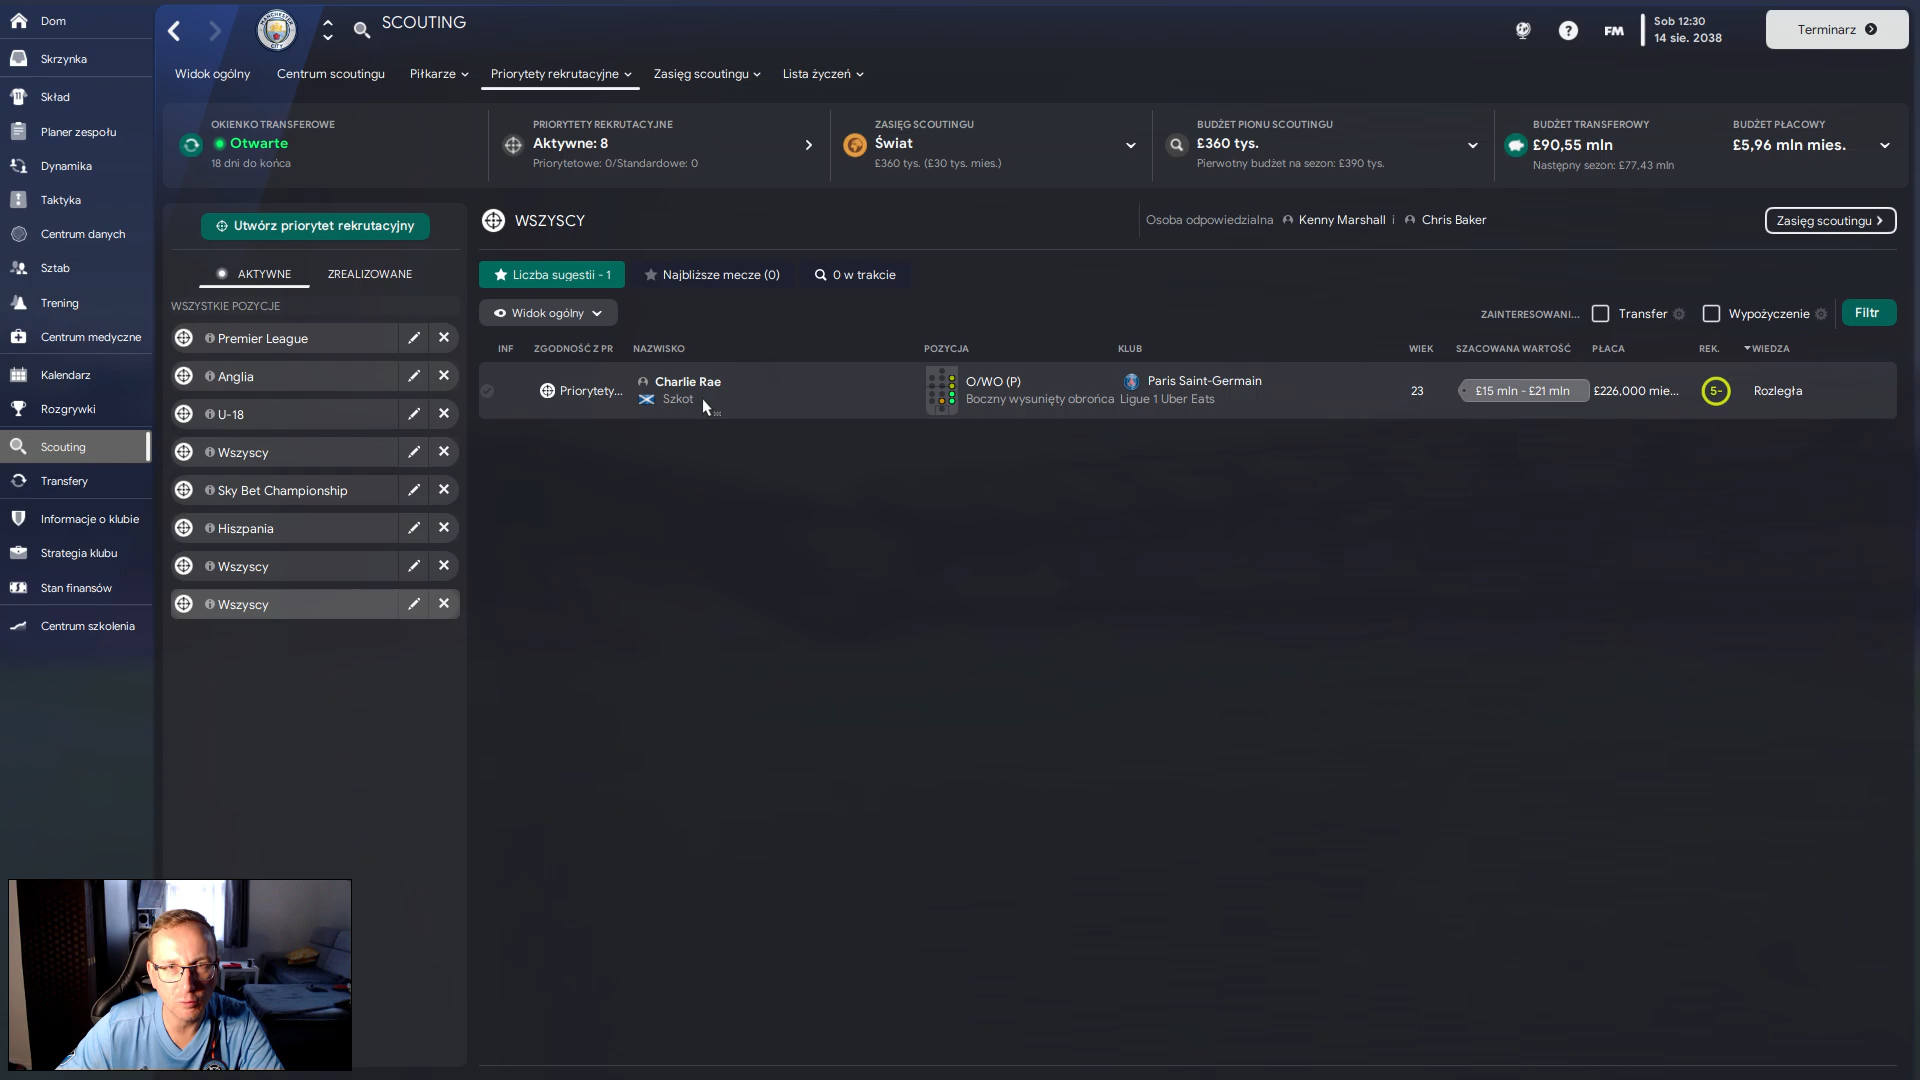 Dom
Skrzynka
Skład
Planer zespołu
Dynamika
Taktyka
Centrum danych
Sztab
Trening
Centrum medyczne
Kalendarz
Rozgrywki
Scouting
Transfery
Informacje o klubie
Strategia klubu
Stan finansów
Centrum szkolenia
SCOUTING
FM
Sob 12:30
14 sie. 2038
Terminarz
Widok ogólny
Centrum scoutingu
Piłkarze
Priorytety rekrutacyjne
Zasięg scoutingu
Lista życzeń
OKIENKO TRANSFEROWE
Otwarte
18 dni do końca
PRIORYTETY REKRUTACYJNE
Aktywne: 8
Priorytetowe: 0/Standardowe: 0
ZASIĘG SCOUTINGU
Świat
£360 tys. (£30 tys. mies.)
BUDŻET PIONU SCOUTINGU
£360 tys.
Pierwotny budżet na sezon: £390 tys.
BUDŻET TRANSFEROWY
£90,55 mln
Następny sezon: £77,43 mln
BUDŻET PŁACOWY
£5,96 mln mies.
Utwórz priorytet rekrutacyjny
AKTYWNE
ZREALIZOWANE
WSZYSTKIE POZYCJE
Premier League
Anglia
U-18
Wszyscy
Sky Bet Championship
Hiszpania
Wszyscy
Wszyscy
WSZYSCY
Osoba odpowiedzialna
Kenny Marshall i
Chris Baker
Zasięg scoutingu
Liczba sugestii - 1
Najbliższe mecze (0)
0 w trakcie
Widok ogólny
ZAINTERESOWANI...
Transfer
Wypożyczenie
Filtr
INF
ZGODNOŚĆ Z PR
NAZWISKO
POZYCJA
KLUB
WIEK
SZACOWANA WARTOŚĆ
PŁACA
REK.
WIEDZA
Priorytety...
Charlie Rae
Szkot
O/WO (P)
Boczny wysunięty obrońca
Paris Saint-Germain
Ligue 1 Uber Eats
23
£15 mln - £21 mln
£226,000 mie...
5-
Rozległa